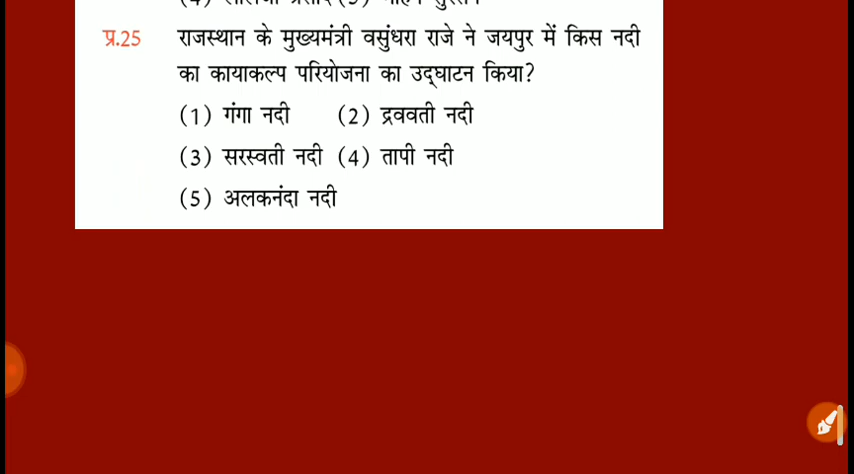 प्र.25 राजस्थान के मुख्यमंत्री वसुंधरा राजे ने जयपुर में किस नदी
का कायाकल्प परियोजना का उद्घाटन किया?
(1) गंगा नदी (2) द्रववती नदी
(3) सरस्वती नदी (4) तापी नदी
(5) अलकनंदा नदी